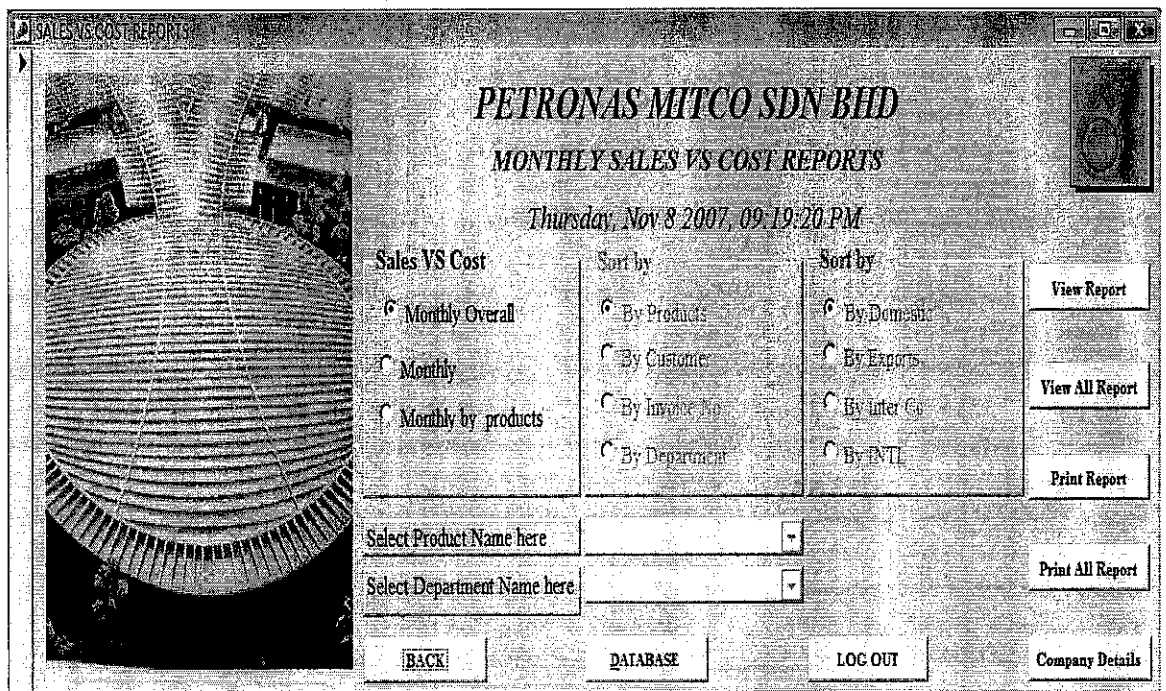 SALES VS COST REPORTS
PETRONAS MITCO SDN BHD
MONTHLY SALES VS COST REPORTS
Thursday, Nov 8 2007, 09:19:20 PM
Sales VS Cost
Monthly Overall
Monthly
Monthly by products
Sort by
By Products
By Customer
By Invoice No
By Department
Sort by
By Domestic
By Exports
By Inter Co
By INTL
View Report
View All Report
Print Report
Print All Report
Select Product Name here
Select Department Name here
BACK
DATABASE
LOG OUT
Company Details